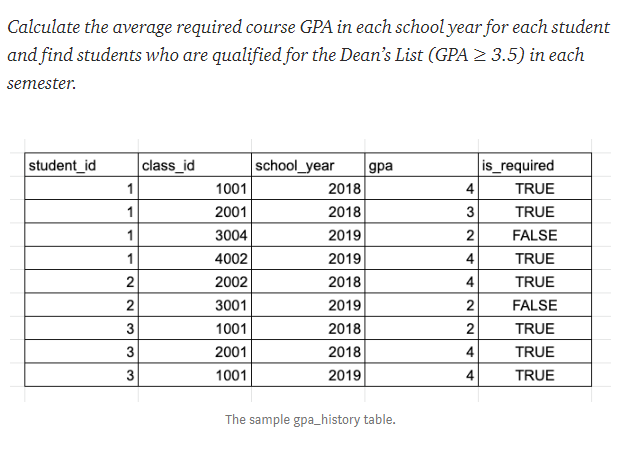 Calculate the average required course GPA in each school year for each student
and find students who are qualified for the Dean’s List (GPA ≥ 3.5) in each
semester.
student_id class_id school_year gpa is_required
1 1001 2018 4 TRUE
1 2001 2018 3 TRUE
1 3004 2019 2 FALSE
1 4002 2019 4 TRUE
2 2002 2018 4 TRUE
2 3001 2019 2 FALSE
3 1001 2018 2 TRUE
3 2001 2018 4 TRUE
3 1001 2019 4 TRUE
The sample gpa_history table.